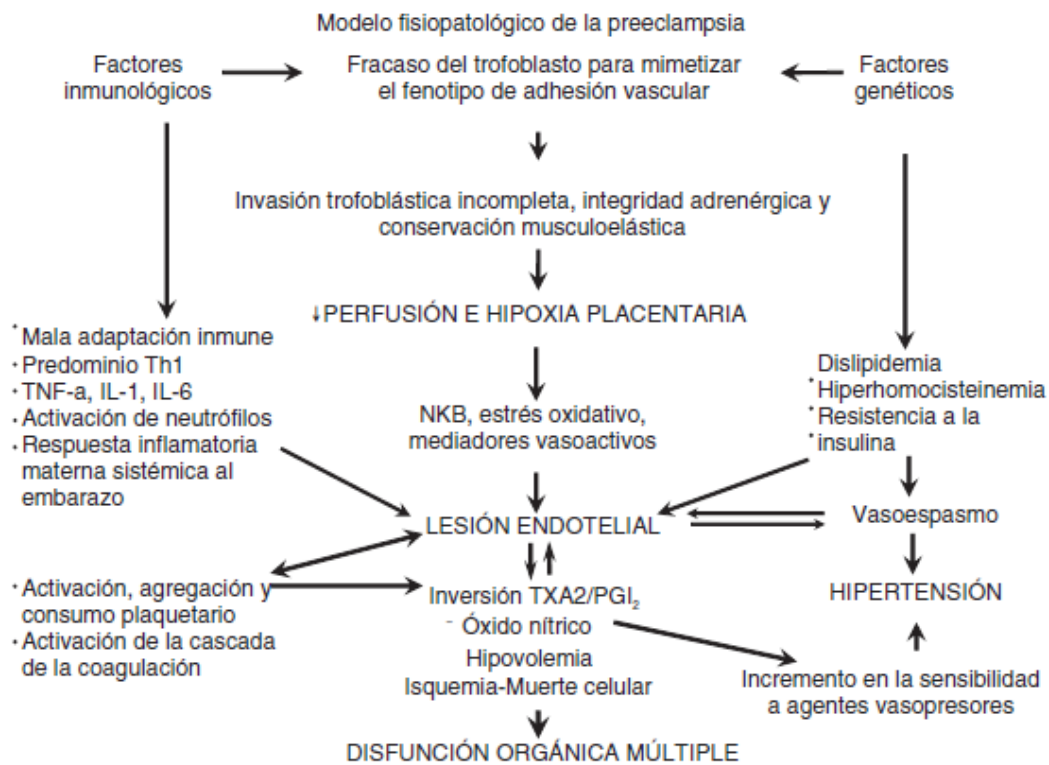 Modelo fisiopatológico de la preeclampsia
Factores
inmunológicos
Fracaso del trofoblasto para mimetizar
el fenotipo de adhesión vascular
Factores
genéticos
Invasión trofoblástica incompleta, integridad adrenérgica y
conservación musculoelástica
↓PERFUSIÓN E HIPOXIA PLACENTARIA
* Mala adaptación inmune
· Predominio Th1
· TNF-a, IL-1, IL-6
· Activación de neutrófilos
· Respuesta inflamatoria
materna sistémica al
embarazo
NKB, estrés oxidativo,
mediadores vasoactivos
Dislipidemia
* Hiperhomocisteinemia
* Resistencia a la
* insulina
LESIÓN ENDOTELIAL
Vasoespasmo
HIPERTENSIÓN
· Activación, agregación y
consumo plaquetario
· Activación de la cascada
de la coagulación
Inversión TXA2/PGI₂
- Óxido nítrico
Hipovolemia
Isquemia-Muerte celular
Incremento en la sensibilidad
a agentes vasopresores
DISFUNCIÓN ORGÁNICA MÚLTIPLE